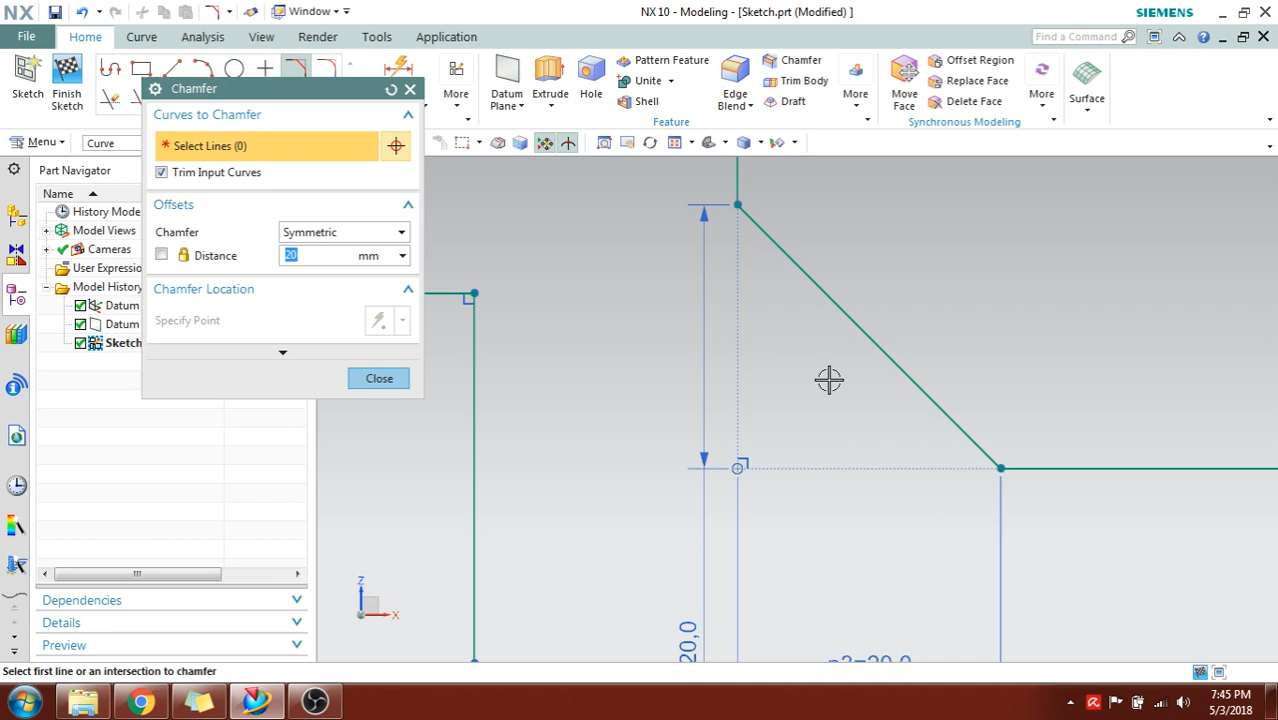 NX
Window
NX 10 - Modeling - [Sketch.prt (Modified) ]
SIEMENS
File
Home
Curve
Tools
Analysis
View
Render
Application
Find a Command
Sketch
Finish
Sketch
More
Datum
Plane
Extrude
Hole
Pattern Feature
Unite
Shell
Edge
Blend
Chamfer
Trim Body
Draft
More
Feature
Move
Face
Offset Region
Replace Face
Delete Face
More
Synchronous Modeling
Surface
Menu
Curve
Chamfer
Curves to Chamfer
* Select Lines (0)
Trim Input Curves
Offsets
Chamfer
Symmetric
Distance
20
mm
Chamfer Location
Specify Point
Close
Part Navigator
Name
History Mode
Model Views
Cameras
User Expressio
Model History
Datum
Datum
Sketch
Dependencies
Details
Preview
Z
X
20,0
p3=20,0
Select first line or an intersection to chamfer
7:45 PM
5/3/2018